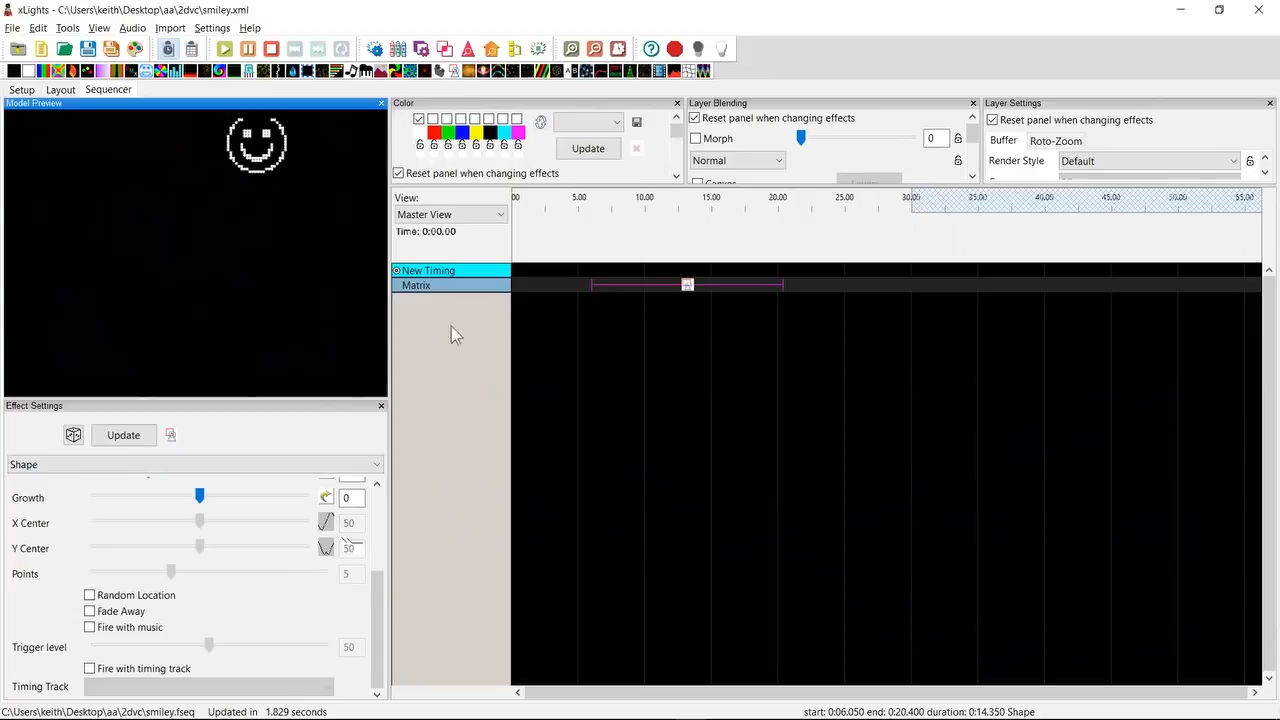 xLights - C:\Users\keith\Desktop\aa\2dvc\smiley.xml
File Edit Tools View Audio Import Settings Help
Setup Layout Sequencer
Model Preview
Color
Update
Reset panel when changing effects
Layer Blending
Reset panel when changing effects
Morph
0
Normal
Layer Settings
Reset panel when changing effects
Buffer Roto-Zoom
Render Style Default
View:
Master View
Time: 0:00.00
00 5.00 10.00 15.00 20.00 25.00 30.00 35.00 40.00 45.00 50.00 55.00
New Timing
Matrix
Effect Settings
Update
Shape
Growth 0
X Center 50
Y Center 50
Points 5
Random Location
Fade Away
Fire with music
Trigger level 50
Fire with timing track
Timing Track
C:\Users\keith\Desktop\aa\2dvc\smiley.fseq Updated in 1.829 seconds
start: 0:06.050 end: 0:20.400 duration: 0:14.350 Shape